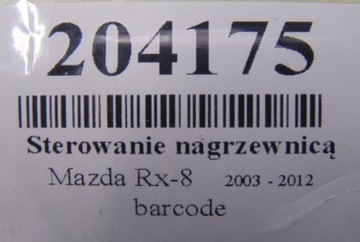 204175
Sterowanie nagrzewnicą
Mazda Rx-8 2003 - 2012
barcode